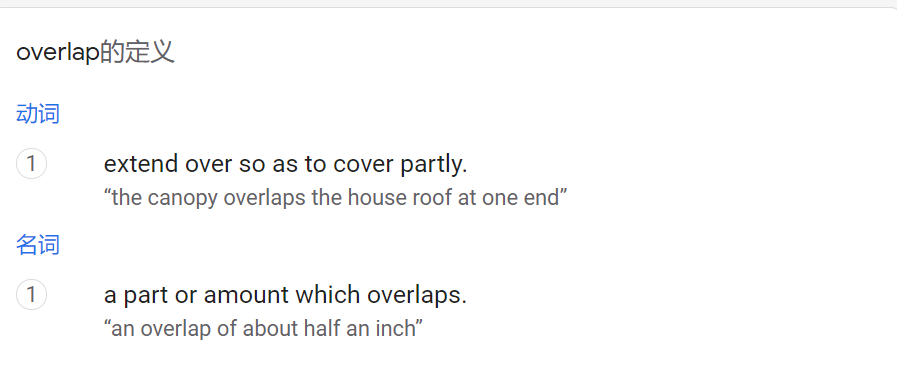 overlap的定义
动词
1
extend over so as to cover partly.
“the canopy overlaps the house roof at one end”
名词
1
a part or amount which overlaps.
“an overlap of about half an inch”